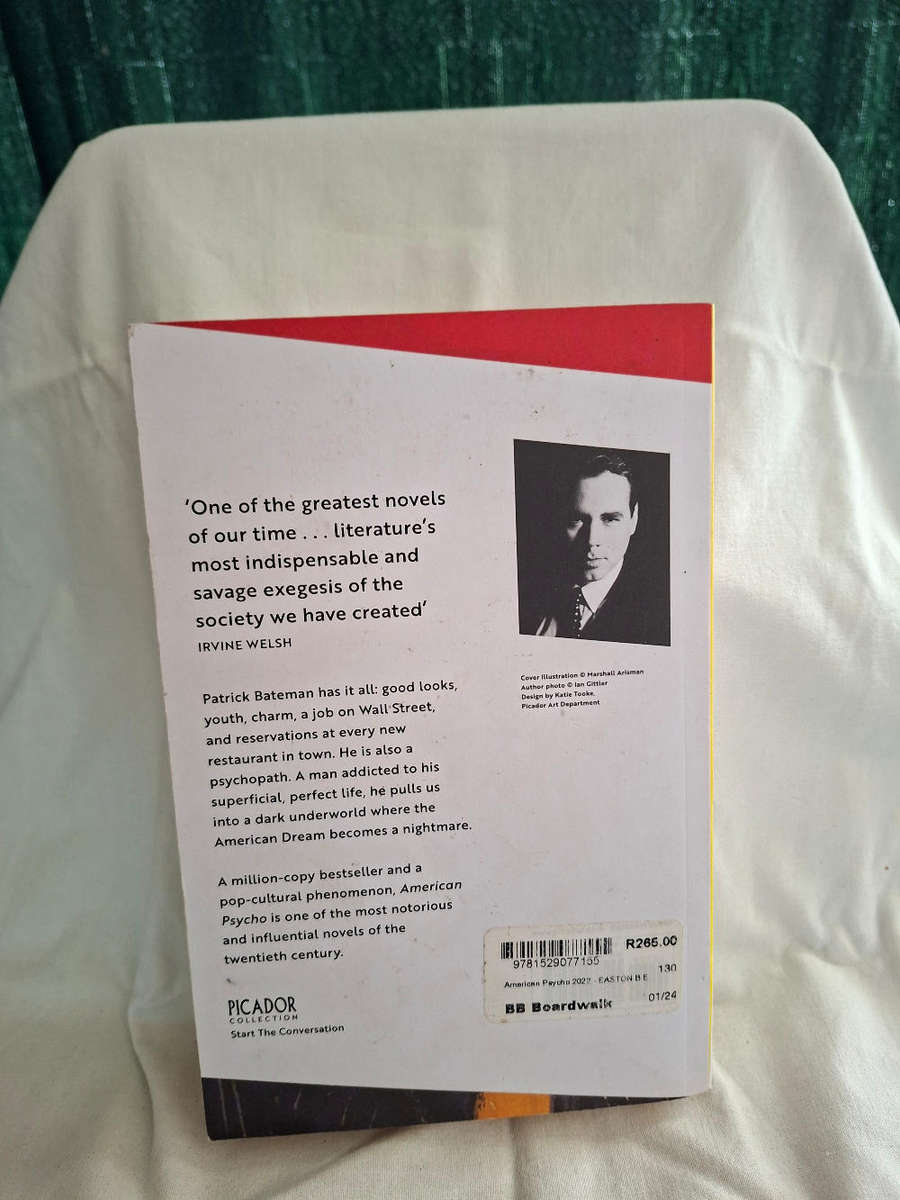 ‘One of the greatest novels
of our time . . . literature’s
most indispensable and
savage exegesis of the
society we have created’
IRVINE WELSH
Patrick Bateman has it all: good looks,
youth, charm, a job on Wall Street,
and reservations at every new
restaurant in town. He is also a
psychopath. A man addicted to his
superficial, perfect life, he pulls us
into a dark underworld where the
American Dream becomes a nightmare.
A million-copy bestseller and a
pop-cultural phenomenon, American
Psycho is one of the most notorious
and influential novels of the
twentieth century.
PICADOR
COLLECTION
Start The Conversation
Cover Illustration © Marshall Arisman
Author photo © Ian Gittler
Design by Katie Tooke,
Picador Art Department
R265.00
9781529077155
130
American Psycho 2022 - EASTON B E
01/24
BB Boardwalk